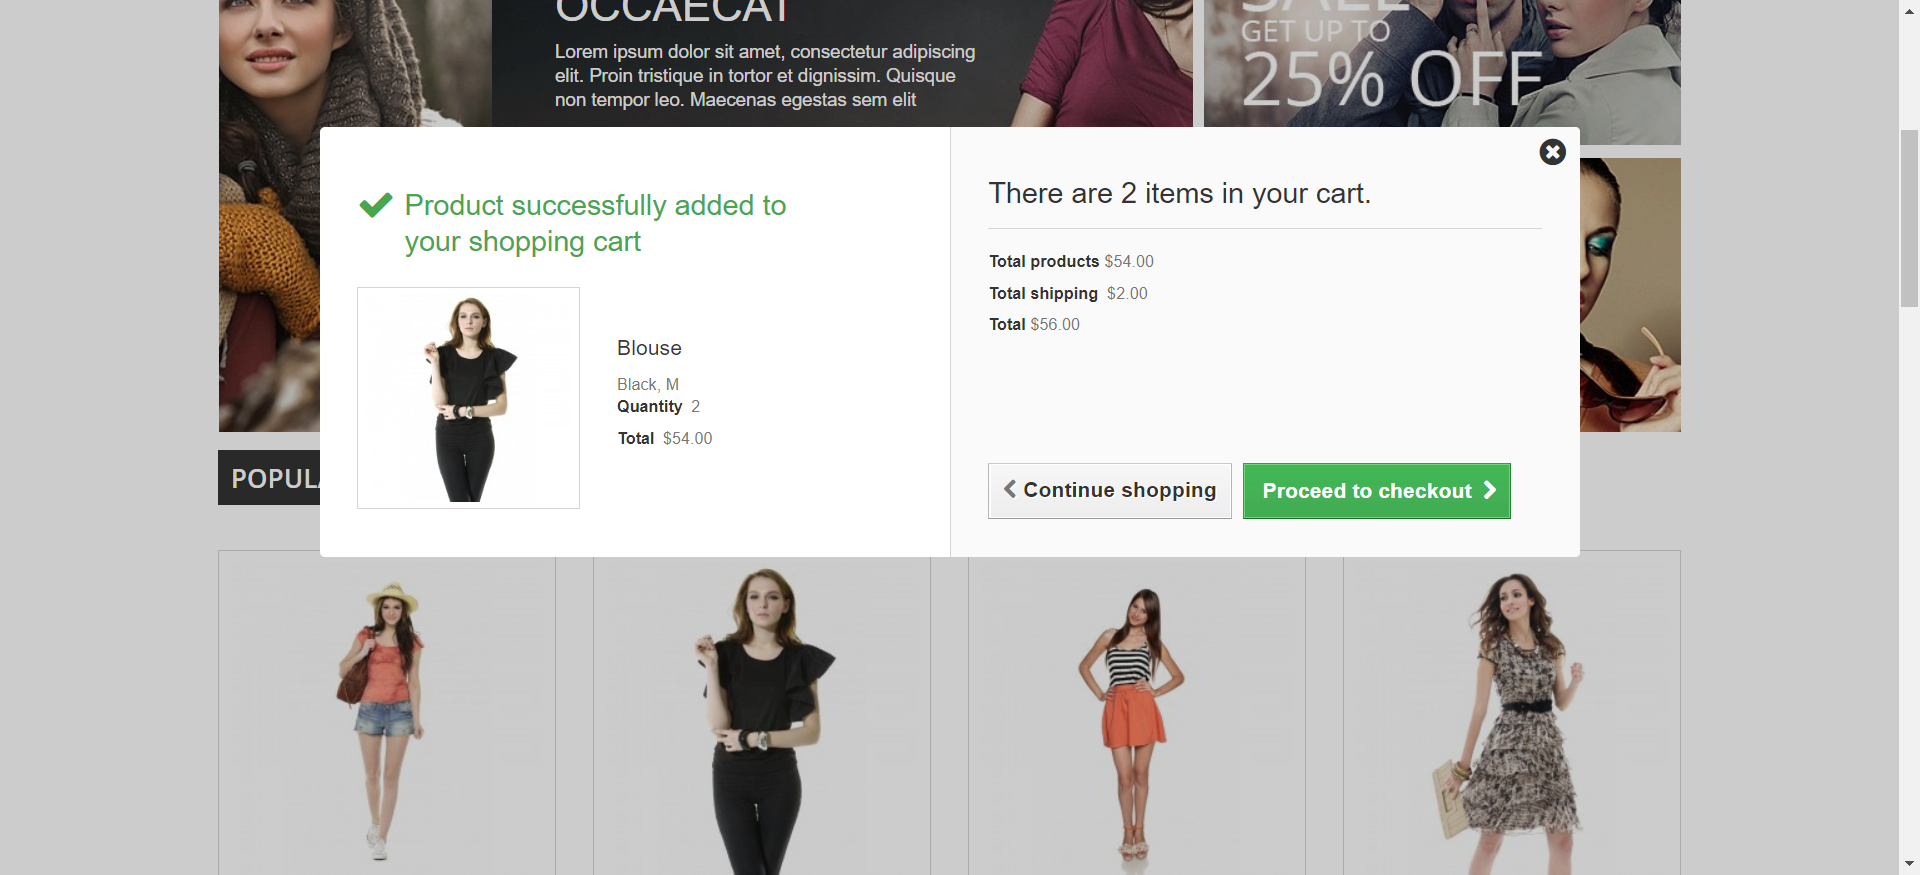 OCCAECAT
Lorem ipsum dolor sit amet, consectetur adipiscing
elit. Proin tristique in tortor et dignissim. Quisque
non tempor leo. Maecenas egestas sem elit
SALE
GET UP TO
25% OFF
Product successfully added to
your shopping cart
Blouse
Black, M
Quantity 2
Total $54.00
There are 2 items in your cart.
Total products $54.00
Total shipping $2.00
Total $56.00
Continue shopping
Proceed to checkout
POPULA